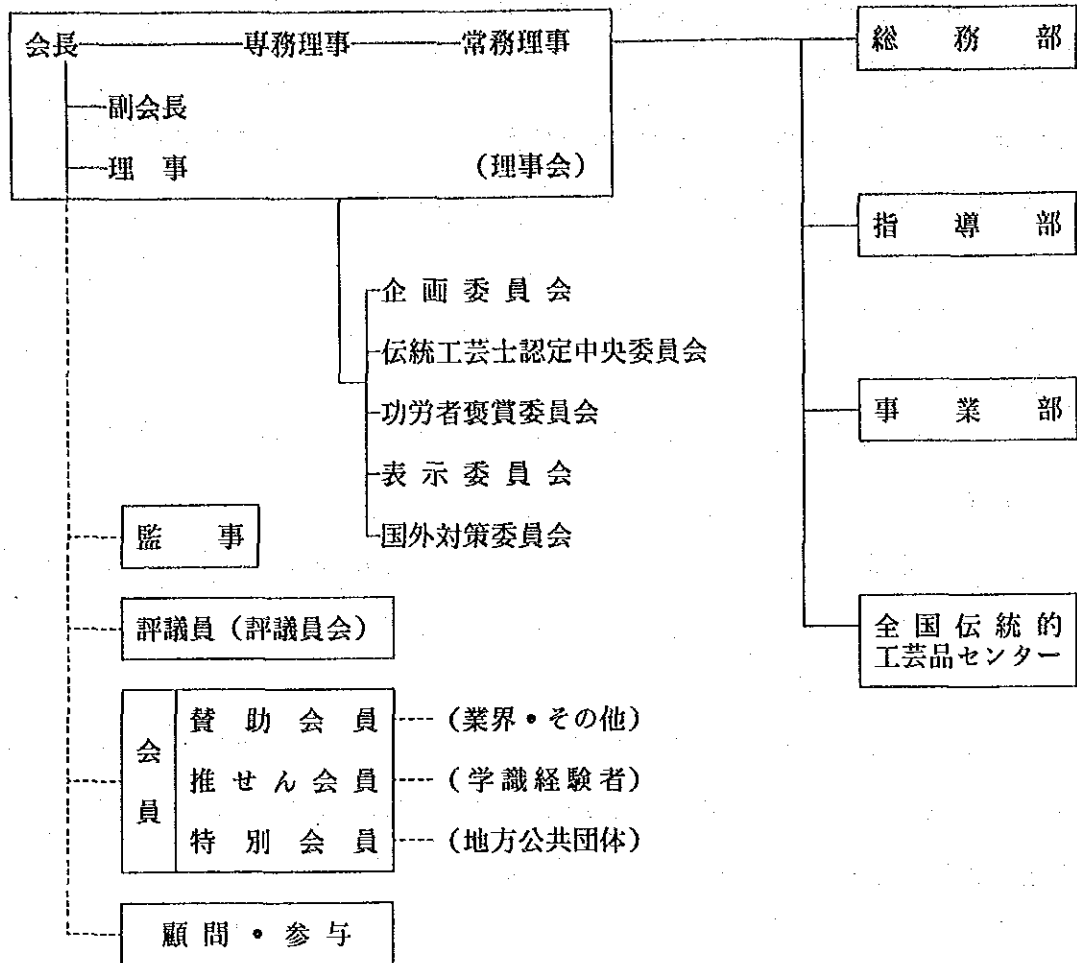 会長 専務理事 常務理事
副会長
理事 (理事会)
企画委員会
伝統工芸士認定中央委員会
功労者褒賞委員会
表示委員会
国外対策委員会
監事
評議員(評議員会)
会員
賛助会員 (業界・その他)
推せん会員 (学識経験者)
特別会員 (地方公共団体)
顧問・参与
総務部
指導部
事業部
全国伝統的
工芸品センター